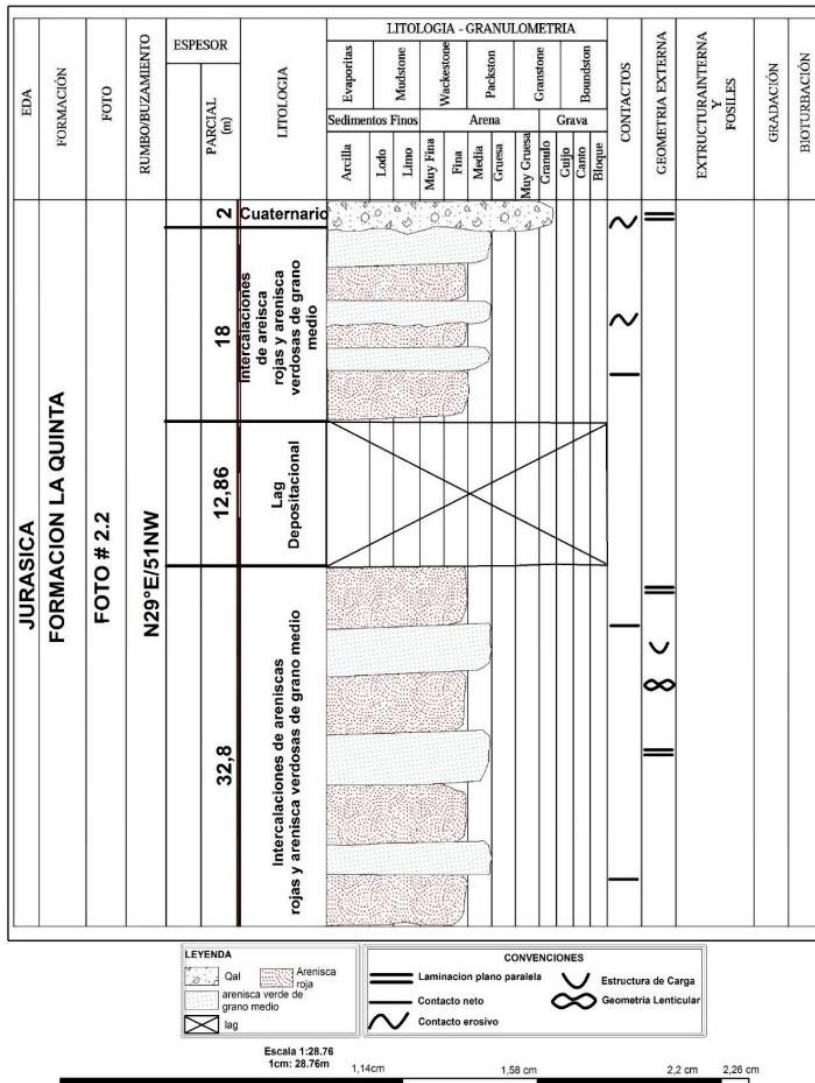 EDA
FORMACIÓN
FOTO
RUMBO/BUZAMIENTO
ESPESOR
PARCIAL
(m)
LITOLOGIA
LITOLOGIA - GRANULOMETRIA
Evaporitas
Mudstone
Wackestone
Packston
Granstone
Boundston
Sedimentos Finos
Arena
Grava
Arcilla
Lodo
Limo
Muy Fina
Fina
Media
Gruesa
Muy Gruesa
Granulo
Guijo
Canto
Bloque
CONTACTOS
GEOMETRIA EXTERNA
EXTRUCTURAINTERNA
Y
FOSILES
GRADACIÓN
BIOTURBACIÓN
JURASICA
FORMACION LA QUINTA
FOTO # 2.2
N29°E/51NW
2
Cuaternario
18
Intercalaciones
de areisca
rojas y arenisca
verdosas de grano
medio
12,86
Lag
Depositacional
32,8
Intercalaciones de areniscas
rojas y arenisca verdosas de grano medio
LEYENDA
Qal
Arenisca
roja
arenisca verde de
grano medio
lag
CONVENCIONES
Laminacion plano paralela
Estructura de Carga
Contacto neto
Geometria Lenticular
Contacto erosivo
Escala 1:28.76
1cm: 28.76m
1,14cm
1,58 cm
2,2 cm
2,26 cm